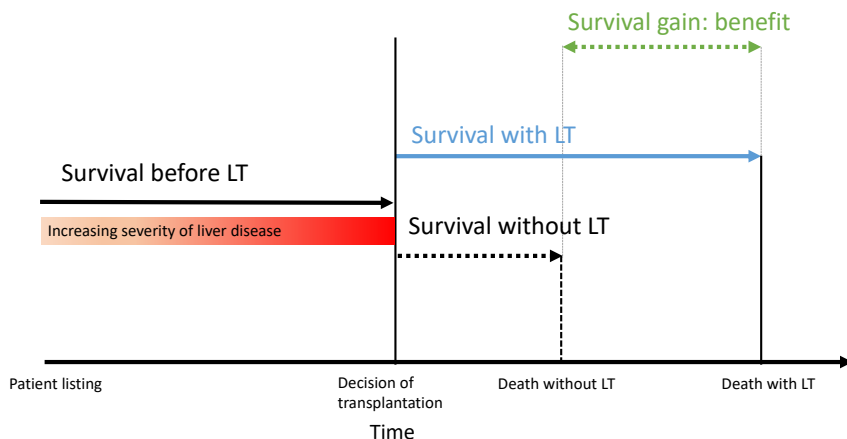 Survival gain: benefit
Survival with LT
Survival before LT
Survival without LT
Increasing severity of liver disease
Patient listing
Decision of
transplantation
Death without LT
Death with LT
Time